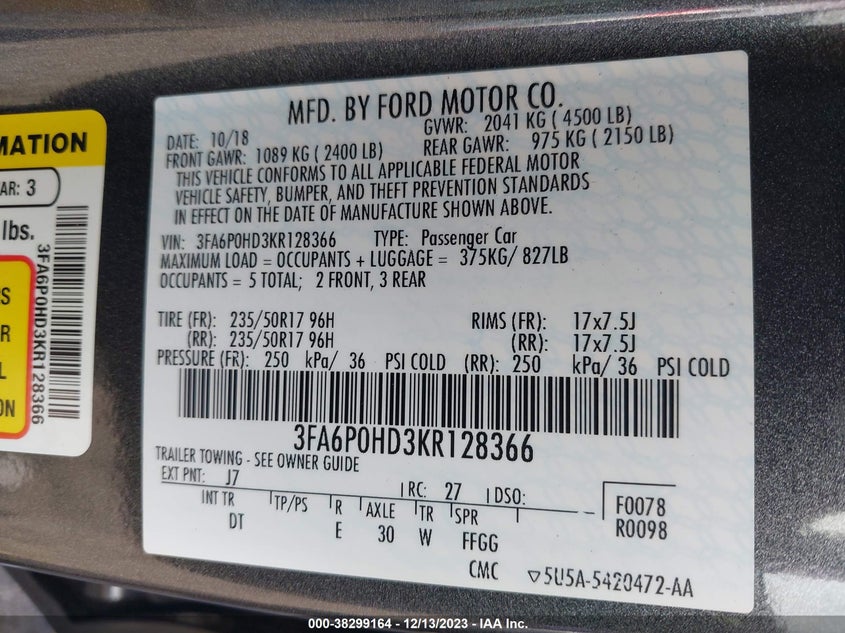 MATION
AR: 3
lbs.
3FA6P0HD3KR128366
PS
R
L
ON
MFD. BY FORD MOTOR CO.
DATE: 10/18
GVWR: 2041 KG ( 4500 LB)
FRONT GAWR: 1089 KG ( 2400 LB)
REAR GAWR: 975 KG ( 2150 LB)
THIS VEHICLE CONFORMS TO ALL APPLICABLE FEDERAL MOTOR
VEHICLE SAFETY, BUMPER, AND THEFT PREVENTION STANDARDS
IN EFFECT ON THE DATE OF MANUFACTURE SHOWN ABOVE.
VIN: 3FA6P0HD3KR128366 TYPE: Passenger Car
MAXIMUM LOAD = OCCUPANTS + LUGGAGE = 375KG/ 827LB
OCCUPANTS = 5 TOTAL; 2 FRONT, 3 REAR
TIRE (FR): 235/50R17 96H RIMS (FR): 17x7.5J
(RR): 235/50R17 96H (RR): 17x7.5J
PRESSURE (FR): 250 kPa/ 36 PSI COLD (RR): 250 kPa/ 36 PSI COLD
3FA6P0HD3KR128366
TRAILER TOWING - SEE OWNER GUIDE
EXT PNT: J7 RC: 27 DSO:
INT TR TP/PS R AXLE TR SPR
DT E 30 W FFGG
F0078
R0098
CMC ▽5U5A-5420472-AA
000-38299164 - 12/13/2023 - IAA Inc.